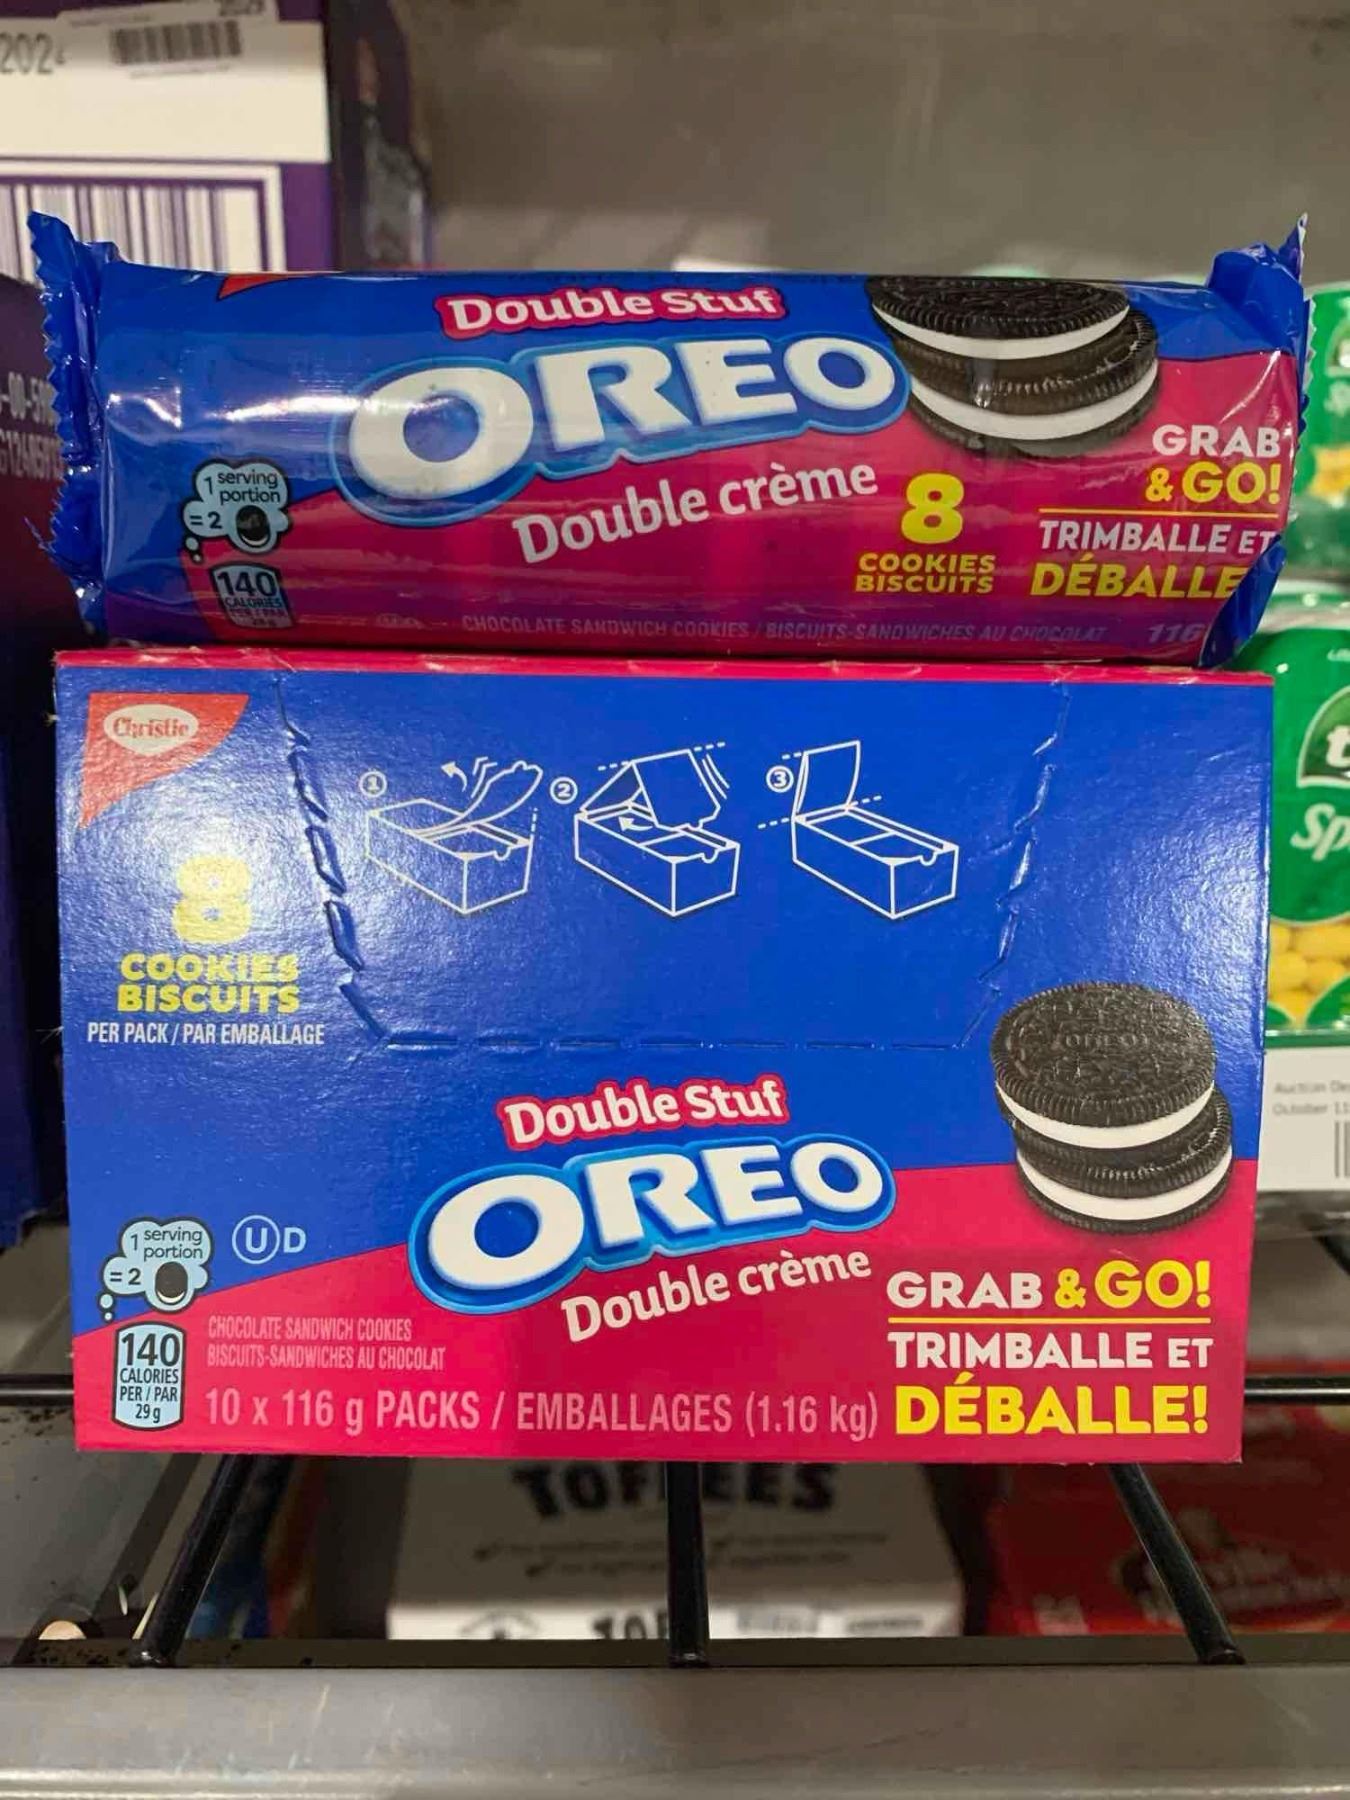 Double Stuf
OREO
Double crème
8
COOKIES
BISCUITS
GRAB
& GO!
TRIMBALLE ET
DÉBALLE
1 serving
portion
= 2
140
CALORIES
CHOCOLATE SANDWICH COOKIES / BISCUITS-SANDWICHES AU CHOCOLAT
116
Christie
1
2
3
8
COOKIES
BISCUITS
PER PACK / PAR EMBALLAGE
Double Stuf
OREO
Double crème
1 serving
portion
= 2
U D
140
CALORIES
PER / PAR
29 g
CHOCOLATE SANDWICH COOKIES
BISCUITS-SANDWICHES AU CHOCOLAT
10 x 116 g PACKS / EMBALLAGES (1.16 kg)
GRAB & GO!
TRIMBALLE ET
DÉBALLE!